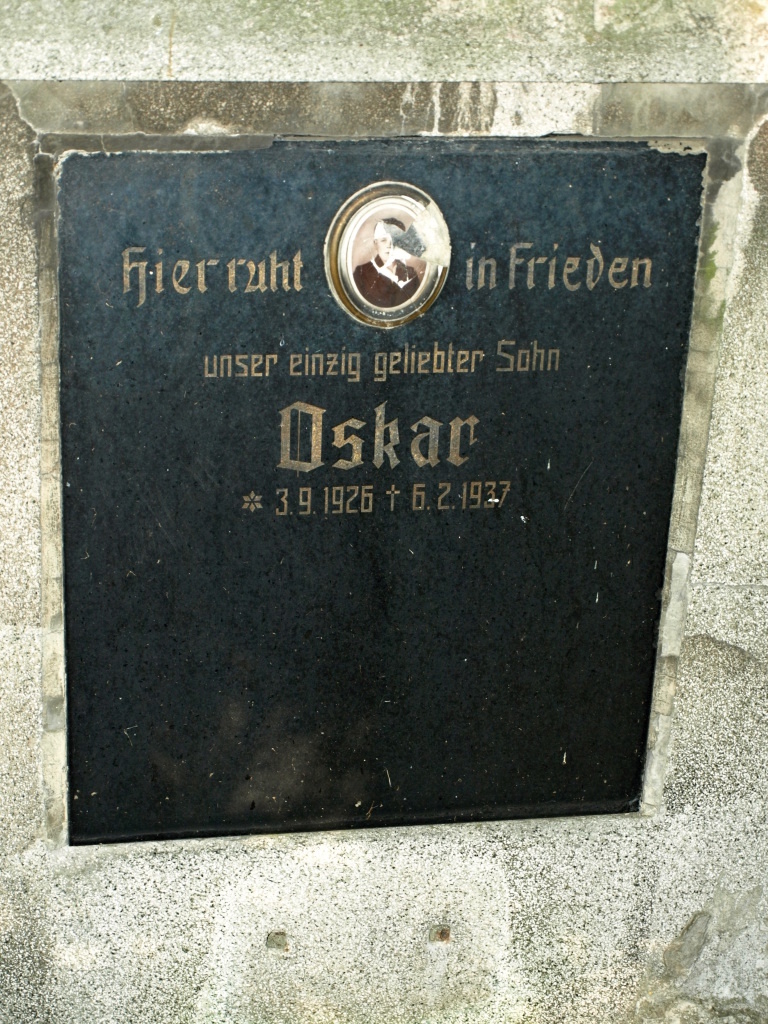 Hier ruht in Frieden
unser einzig geliebter Sohn
Oskar
* 3.9.1926 † 6.2.1937